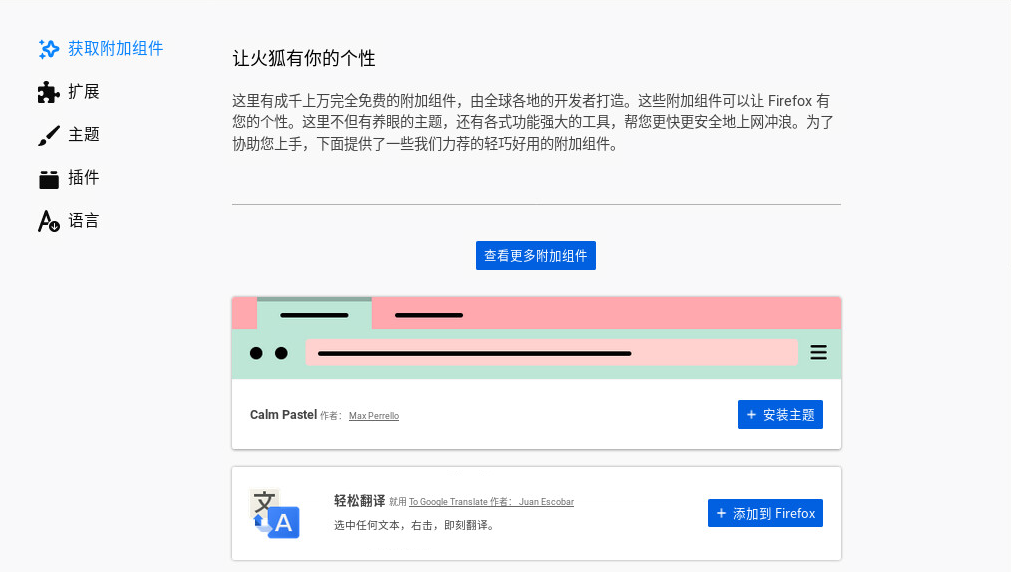 获取附加组件
扩展
主题
插件
语言
让火狐有你的个性
这里有成千上万完全免费的附加组件，由全球各地的开发者打造。这些附加组件可以让 Firefox 有
您的个性。这里不但有养眼的主题，还有各式功能强大的工具，帮您更快更安全地上网冲浪。为了
协助您上手，下面提供了一些我们力荐的轻巧好用的附加组件。
查看更多附加组件
Calm Pastel 作者： Max Perrello
+ 安装主题
文
A
轻松翻译 就用 To Google Translate 作者： Juan Escobar
选中任何文本，右击，即刻翻译。
+ 添加到 Firefox